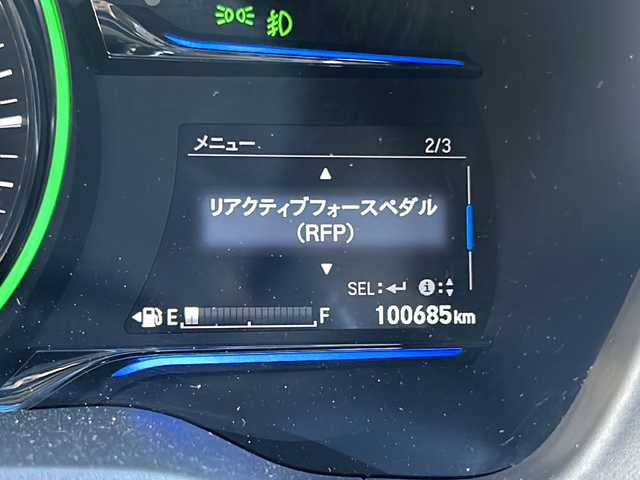 メニュー 2/3
リアクティブフォースペダル
(RFP)
SEL:
E F 100685km